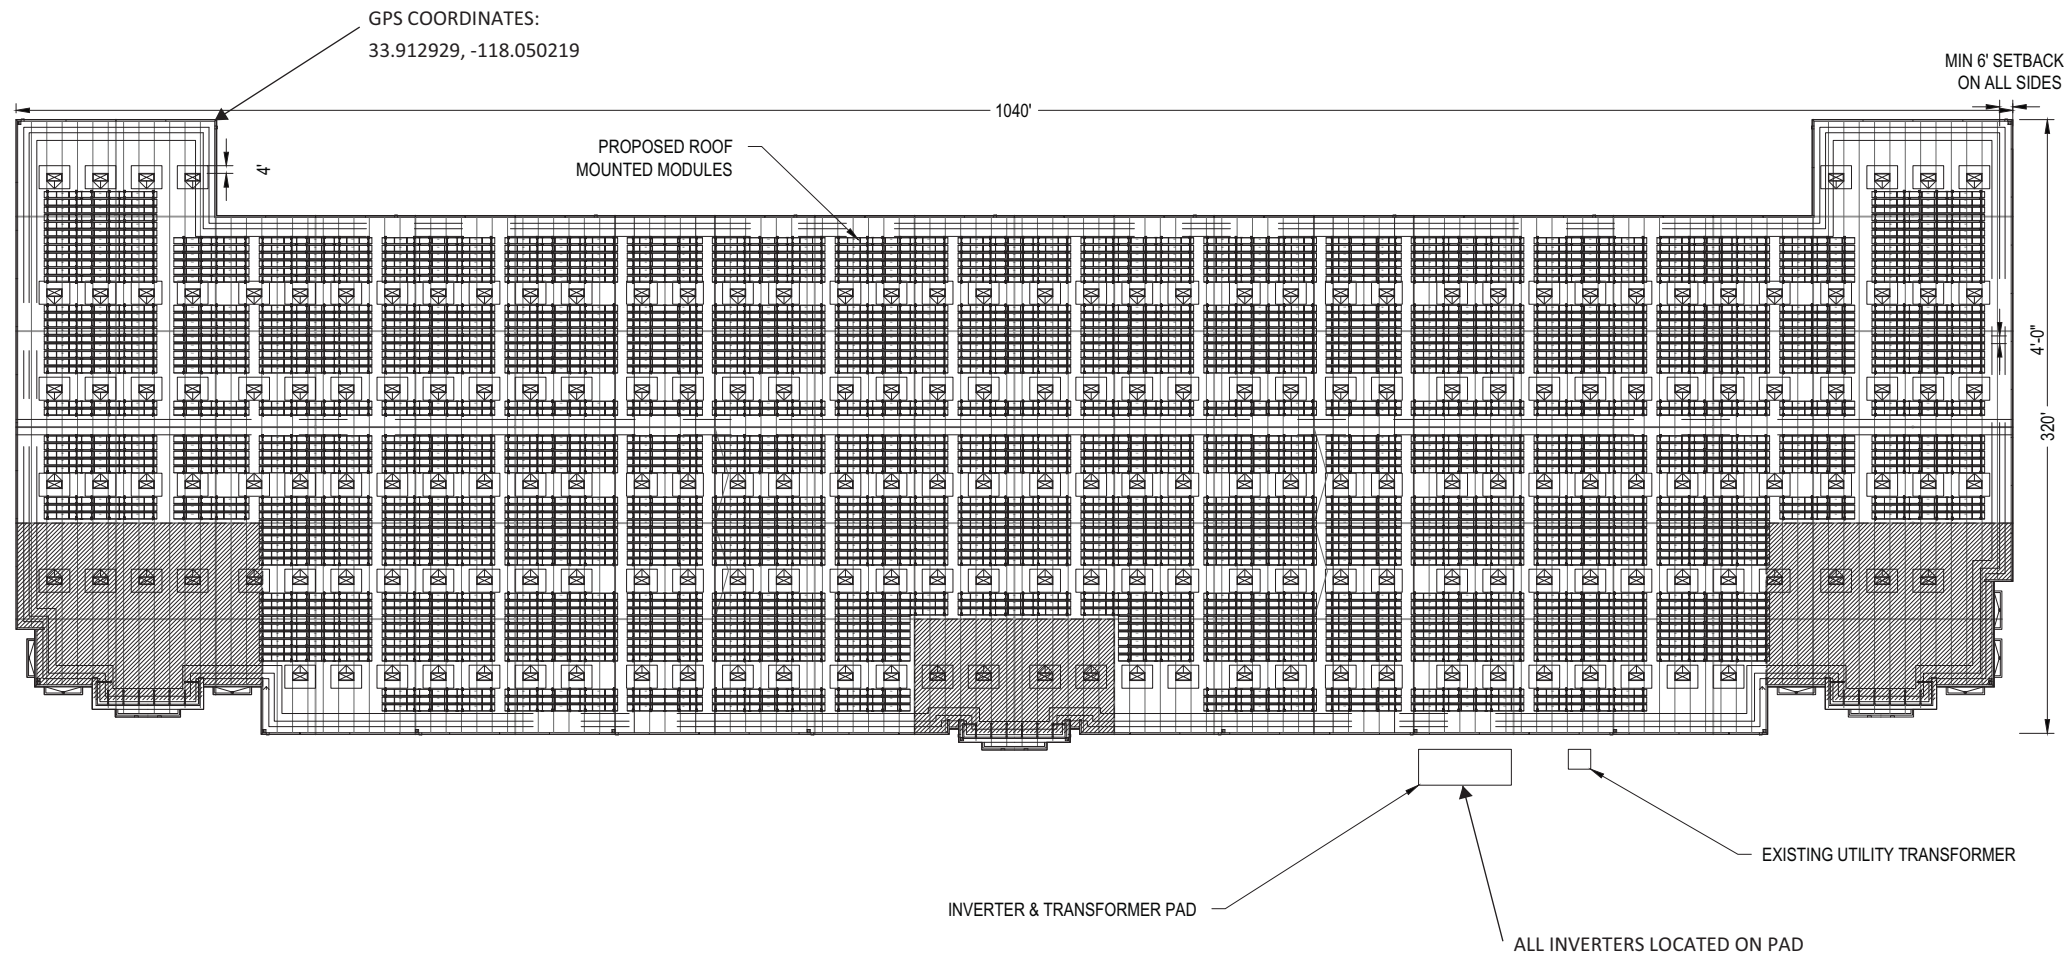 GPS COORDINATES:
33.912929, -118.050219
MIN 6' SETBACK
ON ALL SIDES
1040'
PROPOSED ROOF
MOUNTED MODULES
4'
4'-0"
320'
EXISTING UTILITY TRANSFORMER
INVERTER & TRANSFORMER PAD
ALL INVERTERS LOCATED ON PAD